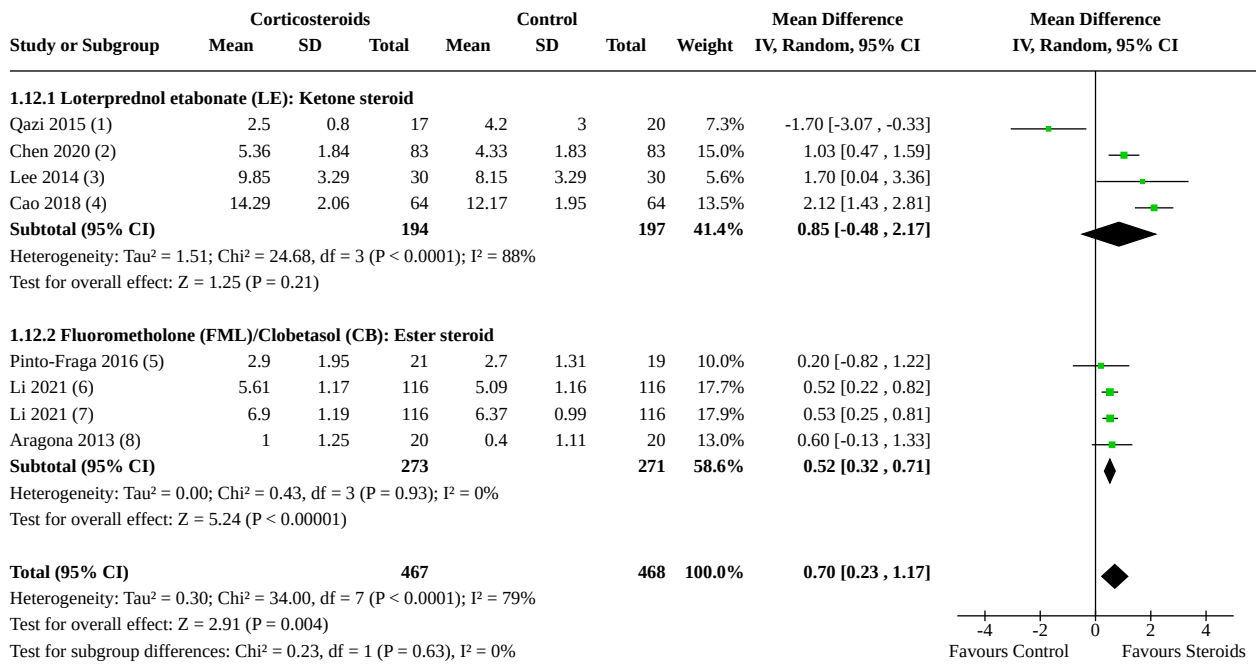 Corticosteroids Control Mean Difference Mean Difference
Study or Subgroup Mean SD Total Mean SD Total Weight IV, Random, 95% CI IV, Random, 95% CI
1.12.1 Loterprednol etabonate (LE): Ketone steroid
Qazi 2015 (1) 2.5 0.8 17 4.2 3 20 7.3% -1.70 [-3.07 , -0.33]
Chen 2020 (2) 5.36 1.84 83 4.33 1.83 83 15.0% 1.03 [0.47 , 1.59]
Lee 2014 (3) 9.85 3.29 30 8.15 3.29 30 5.6% 1.70 [0.04 , 3.36]
Cao 2018 (4) 14.29 2.06 64 12.17 1.95 64 13.5% 2.12 [1.43 , 2.81]
Subtotal (95% CI) 194 197 41.4% 0.85 [-0.48 , 2.17]
Heterogeneity: Tau² = 1.51; Chi² = 24.68, df = 3 (P < 0.0001); I² = 88%
Test for overall effect: Z = 1.25 (P = 0.21)
1.12.2 Fluorometholone (FML)/Clobetasol (CB): Ester steroid
Pinto-Fraga 2016 (5) 2.9 1.95 21 2.7 1.31 19 10.0% 0.20 [-0.82 , 1.22]
Li 2021 (6) 5.61 1.17 116 5.09 1.16 116 17.7% 0.52 [0.22 , 0.82]
Li 2021 (7) 6.9 1.19 116 6.37 0.99 116 17.9% 0.53 [0.25 , 0.81]
Aragona 2013 (8) 1 1.25 20 0.4 1.11 20 13.0% 0.60 [-0.13 , 1.33]
Subtotal (95% CI) 273 271 58.6% 0.52 [0.32 , 0.71]
Heterogeneity: Tau² = 0.00; Chi² = 0.43, df = 3 (P = 0.93); I² = 0%
Test for overall effect: Z = 5.24 (P < 0.00001)
Total (95% CI) 467 468 100.0% 0.70 [0.23 , 1.17]
Heterogeneity: Tau² = 0.30; Chi² = 34.00, df = 7 (P < 0.0001); I² = 79%
Test for overall effect: Z = 2.91 (P = 0.004) -4 -2 0 2 4
Test for subgroup differences: Chi² = 0.23, df = 1 (P = 0.63), I² = 0% Favours Control Favours Steroids